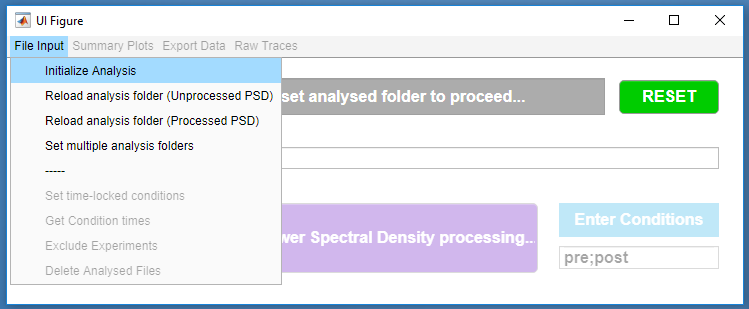 UI Figure
File Input Summary Plots Export Data Raw Traces
Initialize Analysis
Reload analysis folder (Unprocessed PSD)
Reload analysis folder (Processed PSD)
Set multiple analysis folders
-----
Set time-locked conditions
Get Condition times
Exclude Experiments
Delete Analysed Files
set analysed folder to proceed...
RESET
wer Spectral Density processing...
Enter Conditions
pre;post